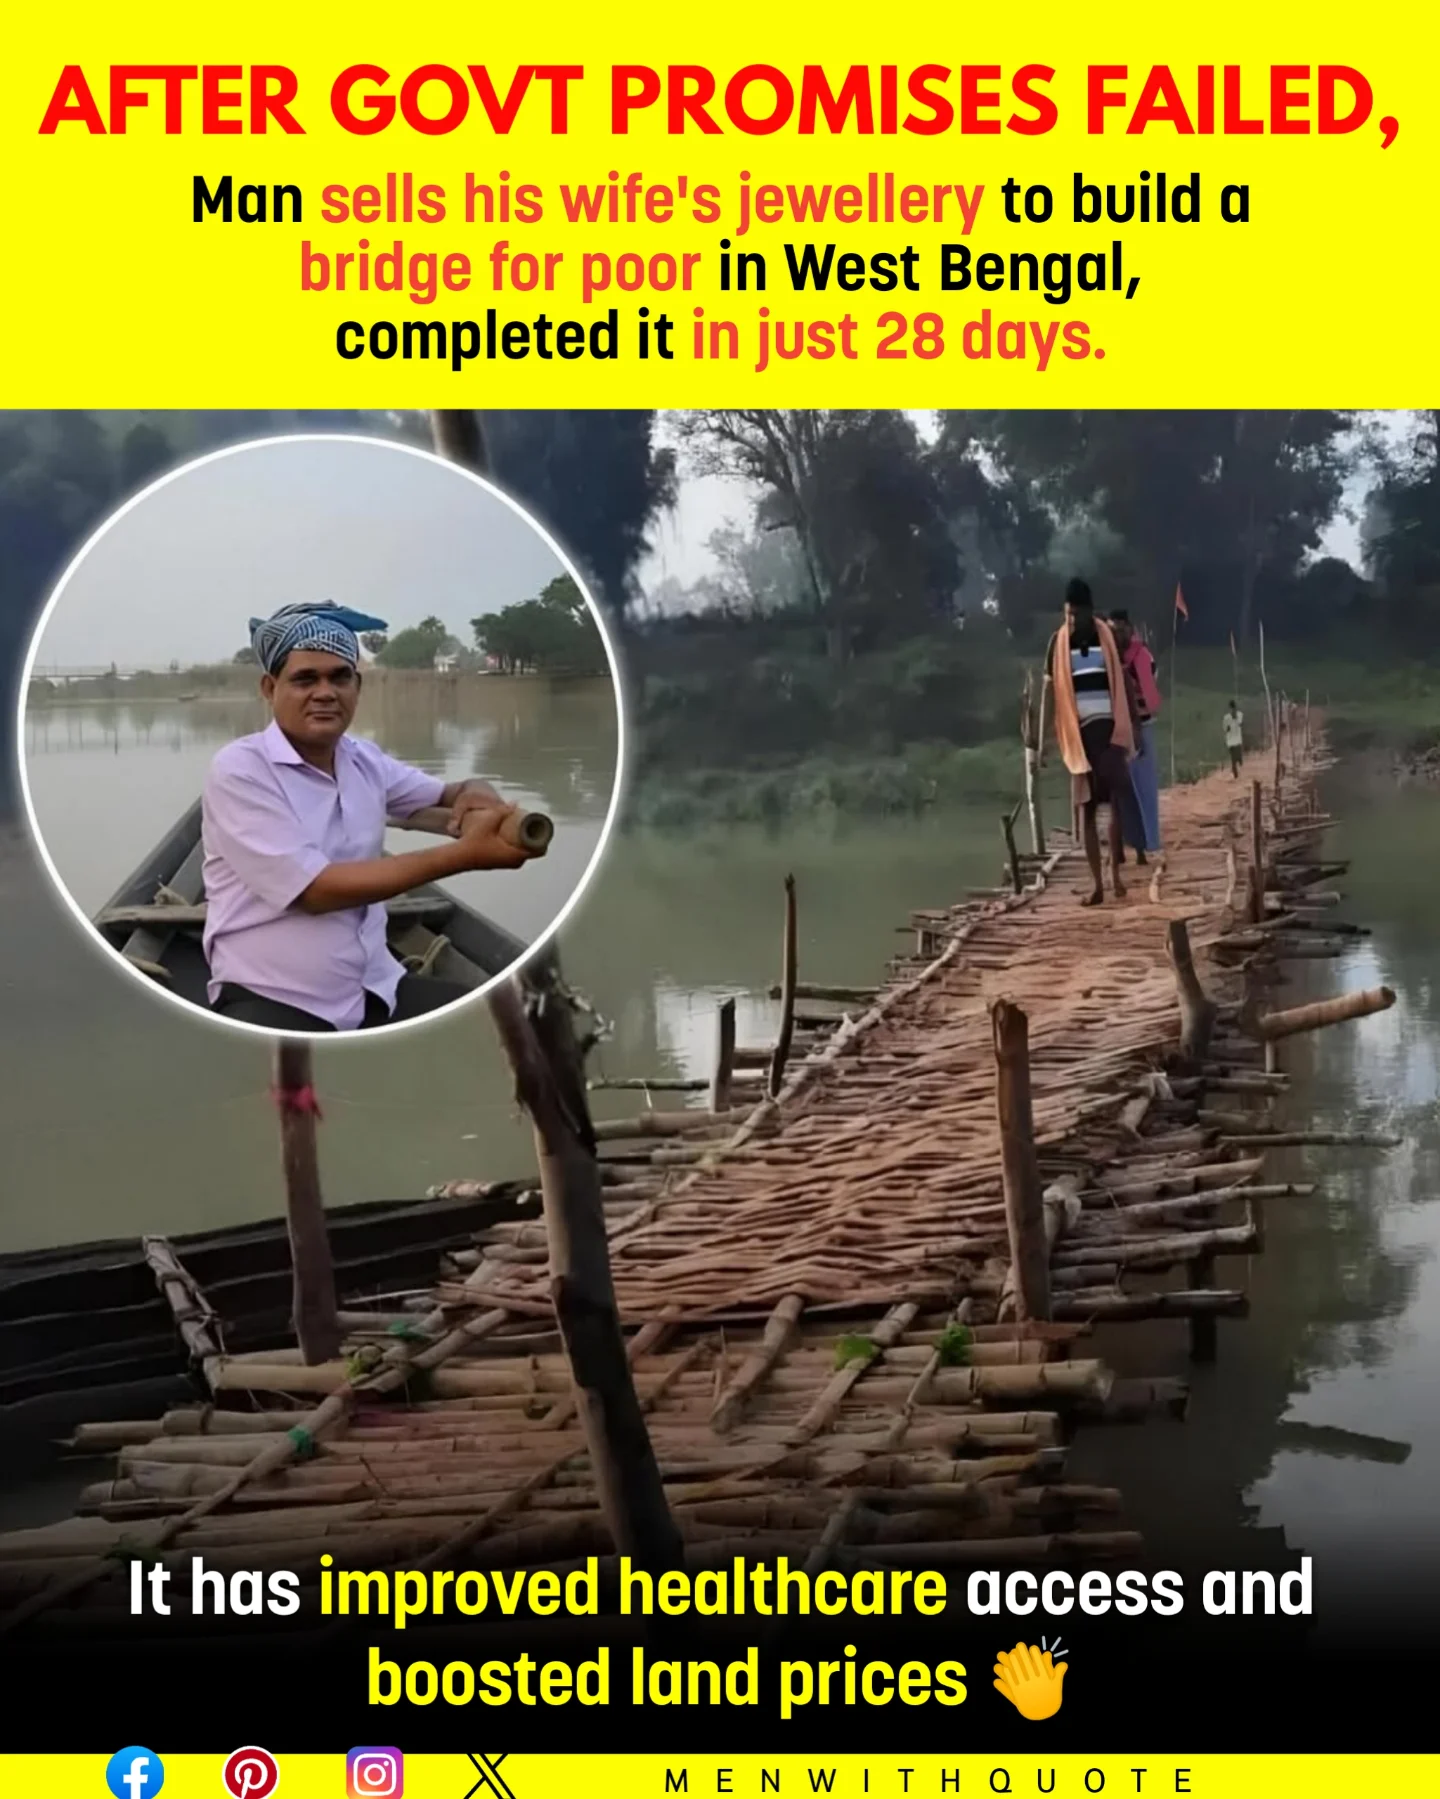 AFTER GOVT PROMISES FAILED,
Man sells his wife's jewellery to build a
bridge for poor in West Bengal,
completed it in just 28 days.
It has improved healthcare access and
boosted land prices 👏
MENWITHQUOTE